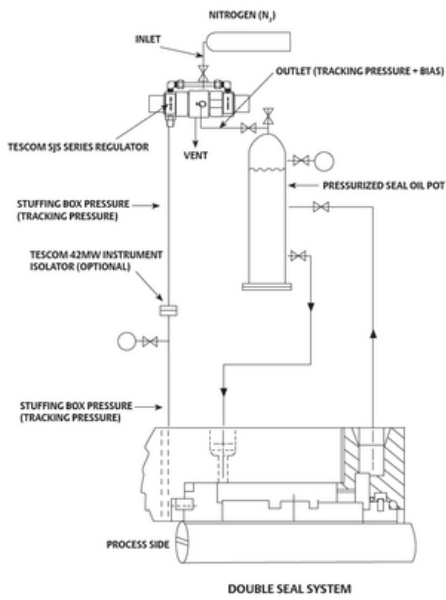 NITROGEN (N₂)
INLET
OUTLET (TRACKING PRESSURE + BIAS)
TESCOM SJS SERIES REGULATOR
VENT
PRESSURIZED SEAL OIL POT
STUFFING BOX PRESSURE
(TRACKING PRESSURE)
TESCOM 42MW INSTRUMENT
ISOLATOR (OPTIONAL)
STUFFING BOX PRESSURE
(TRACKING PRESSURE)
PROCESS SIDE
DOUBLE SEAL SYSTEM